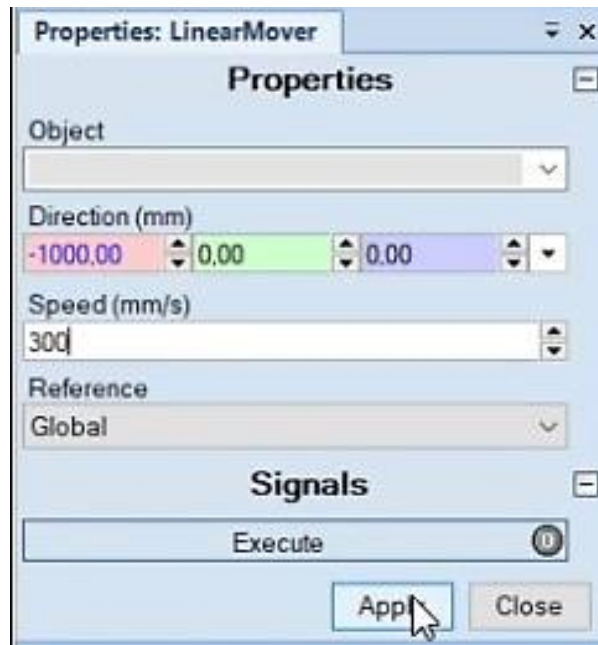 Properties: LinearMover
Properties
Object
Direction (mm)
-1000,00 0,00 0.00
Speed (mm/s)
300
Reference
Global
Signals
Execute
Apply Close